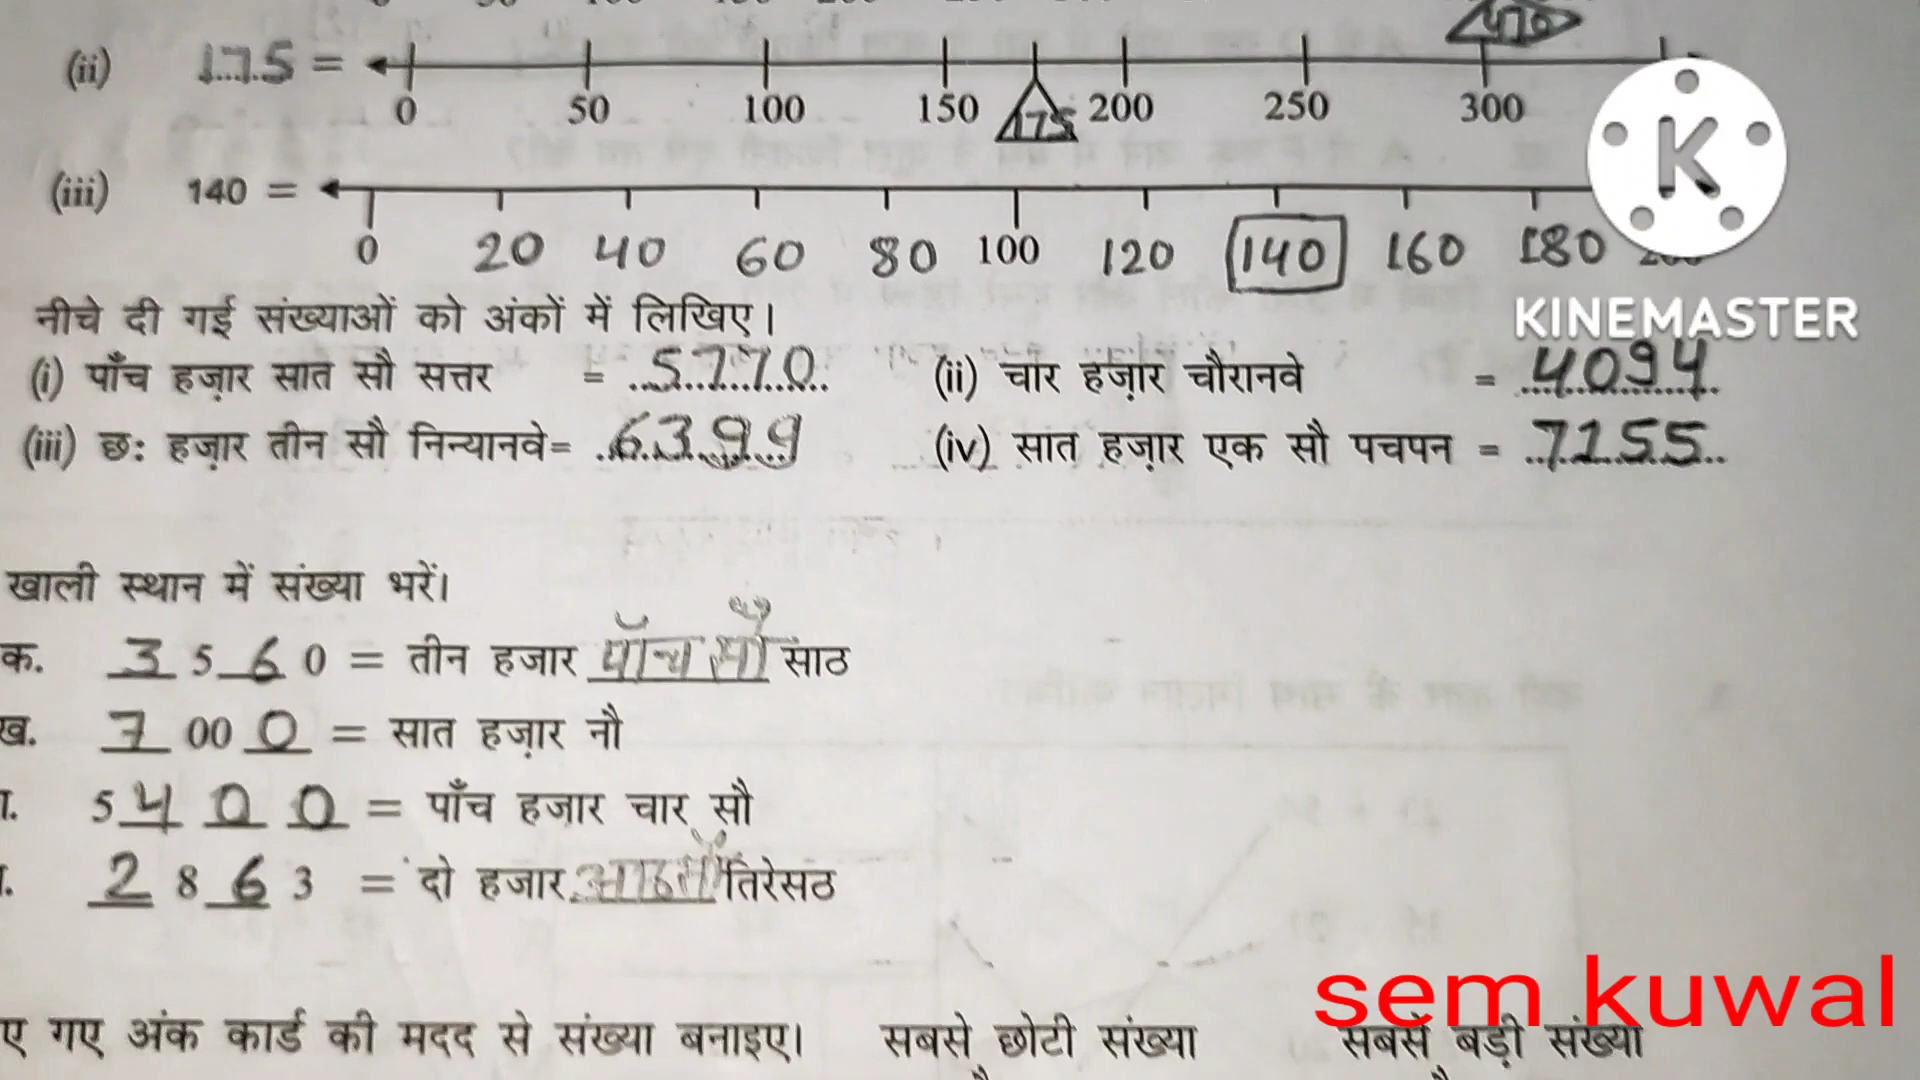 470
(ii) 175 =
0 50 100 150 175 200 250 300
(iii) 140 =
0 20 40 60 80 100 120 140 160 180 200
K
KINEMASTER
नीचे दी गई संख्याओं को अंकों में लिखिए।
(i) पाँच हज़ार सात सौ सत्तर = 5770 (ii) चार हज़ार चौरानवे = 4094
(iii) छः हज़ार तीन सौ निन्यानवे= 6399 (iv) सात हज़ार एक सौ पचपन = 7155
खाली स्थान में संख्या भरें।
क. 3 5 6 0 = तीन हजार पाँच सौ साठ
ख. 7 00 0 = सात हज़ार नौ
5 4 0 0 = पाँच हजार चार सौ
2 8 6 3 = दो हजार आठ सौ तिरेसठ
sem kuwal
ए गए अंक कार्ड की मदद से संख्या बनाइए। सबसे छोटी संख्या सबसे बड़ी संख्या